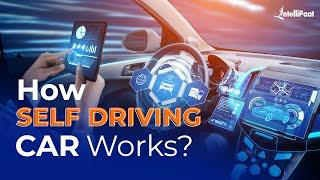 intelliPaat
How
SELF DRIVING
CAR Works?